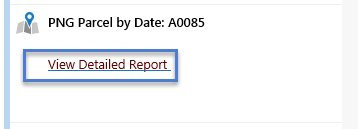 PNG Parcel by Date: A0085
View Detailed Report